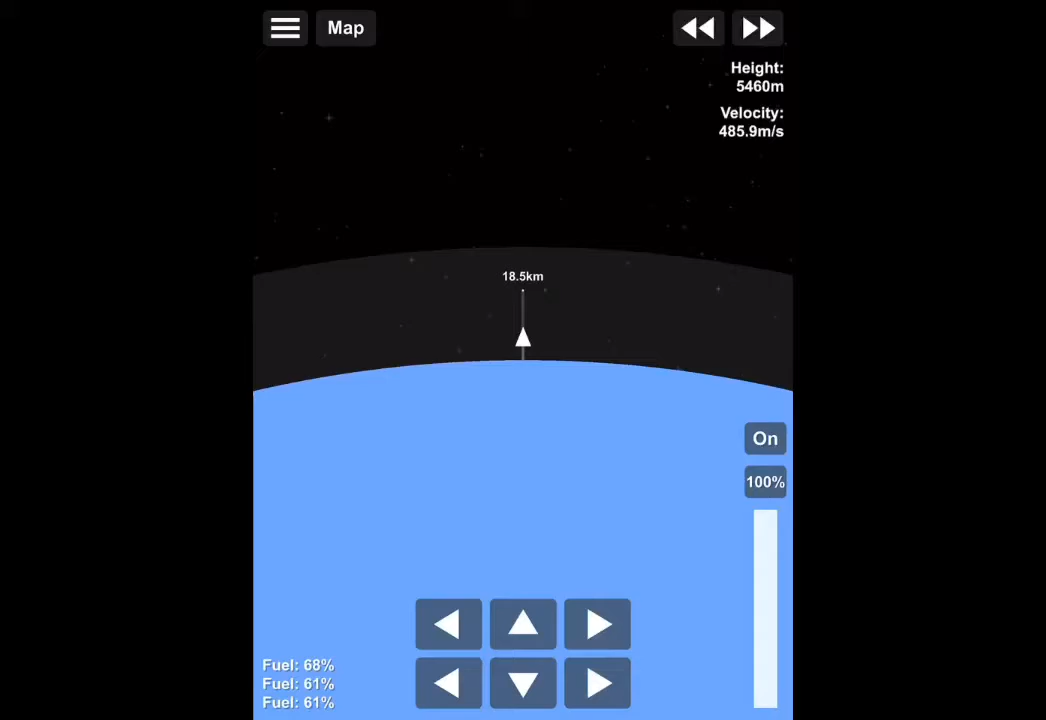 Map
Height:
5460m
Velocity:
485.9m/s
18.5km
On
100%
Fuel: 68%
Fuel: 61%
Fuel: 61%